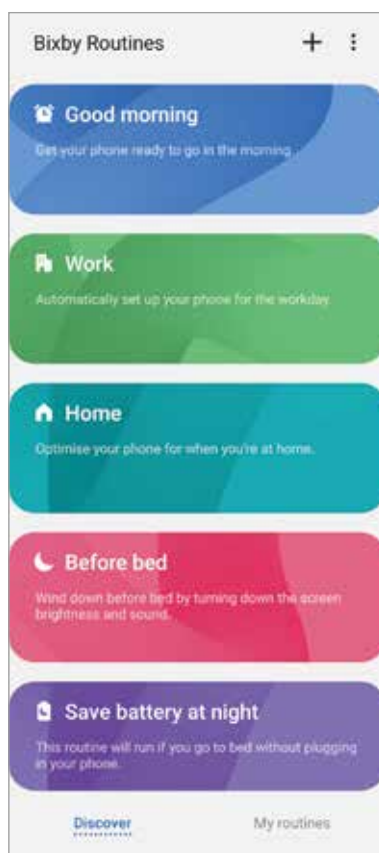 Bixby Routines
Good morning
Get your phone ready to go in the morning.
Work
Automatically set up your phone for the workday.
Home
Optimise your phone for when you're at home.
Before bed
Wind down before bed by turning down the screen
brightness and sound.
Save battery at night
This routine will run if you go to bed without plugging
in your phone.
Discover
My routines